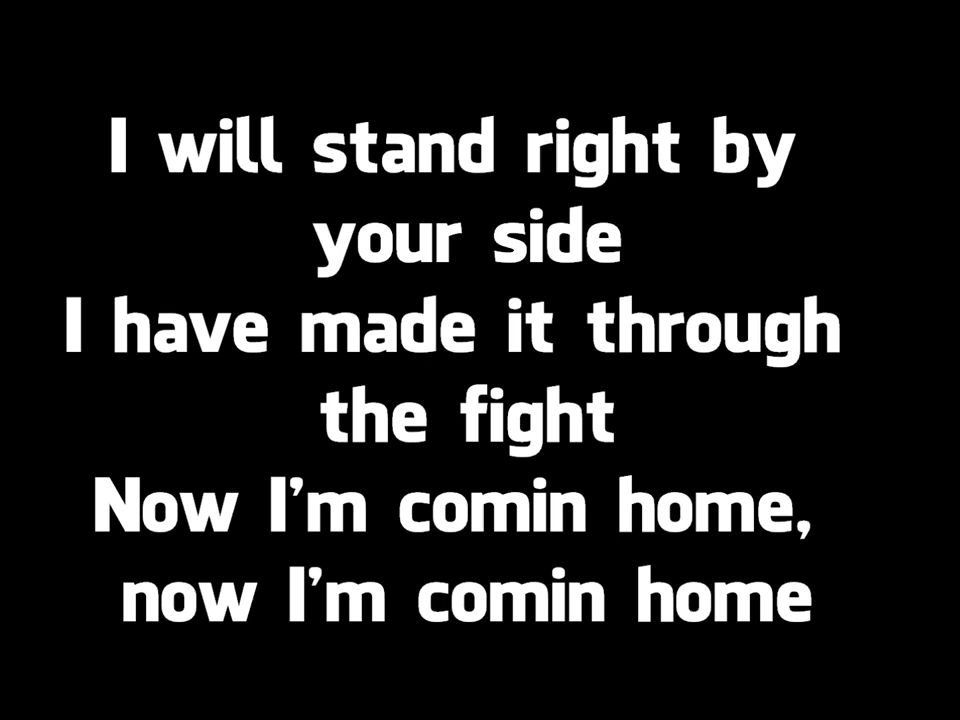 I will stand right by
your side
I have made it through
the fight
Now I'm comin home,
now I'm comin home